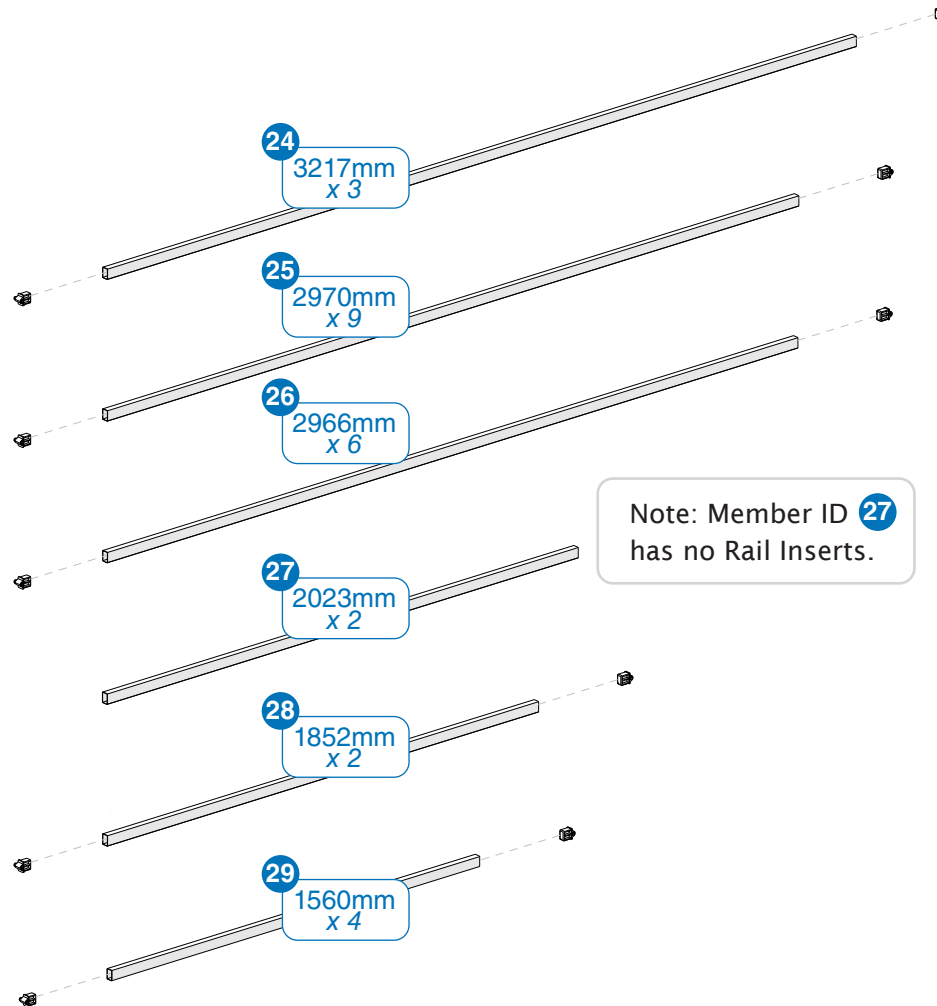 24
3217mm
x 3
25
2970mm
x 9
26
2966mm
x 6
Note: Member ID 27
has no Rail Inserts.
27
2023mm
x 2
28
1852mm
x 2
29
1560mm
x 4